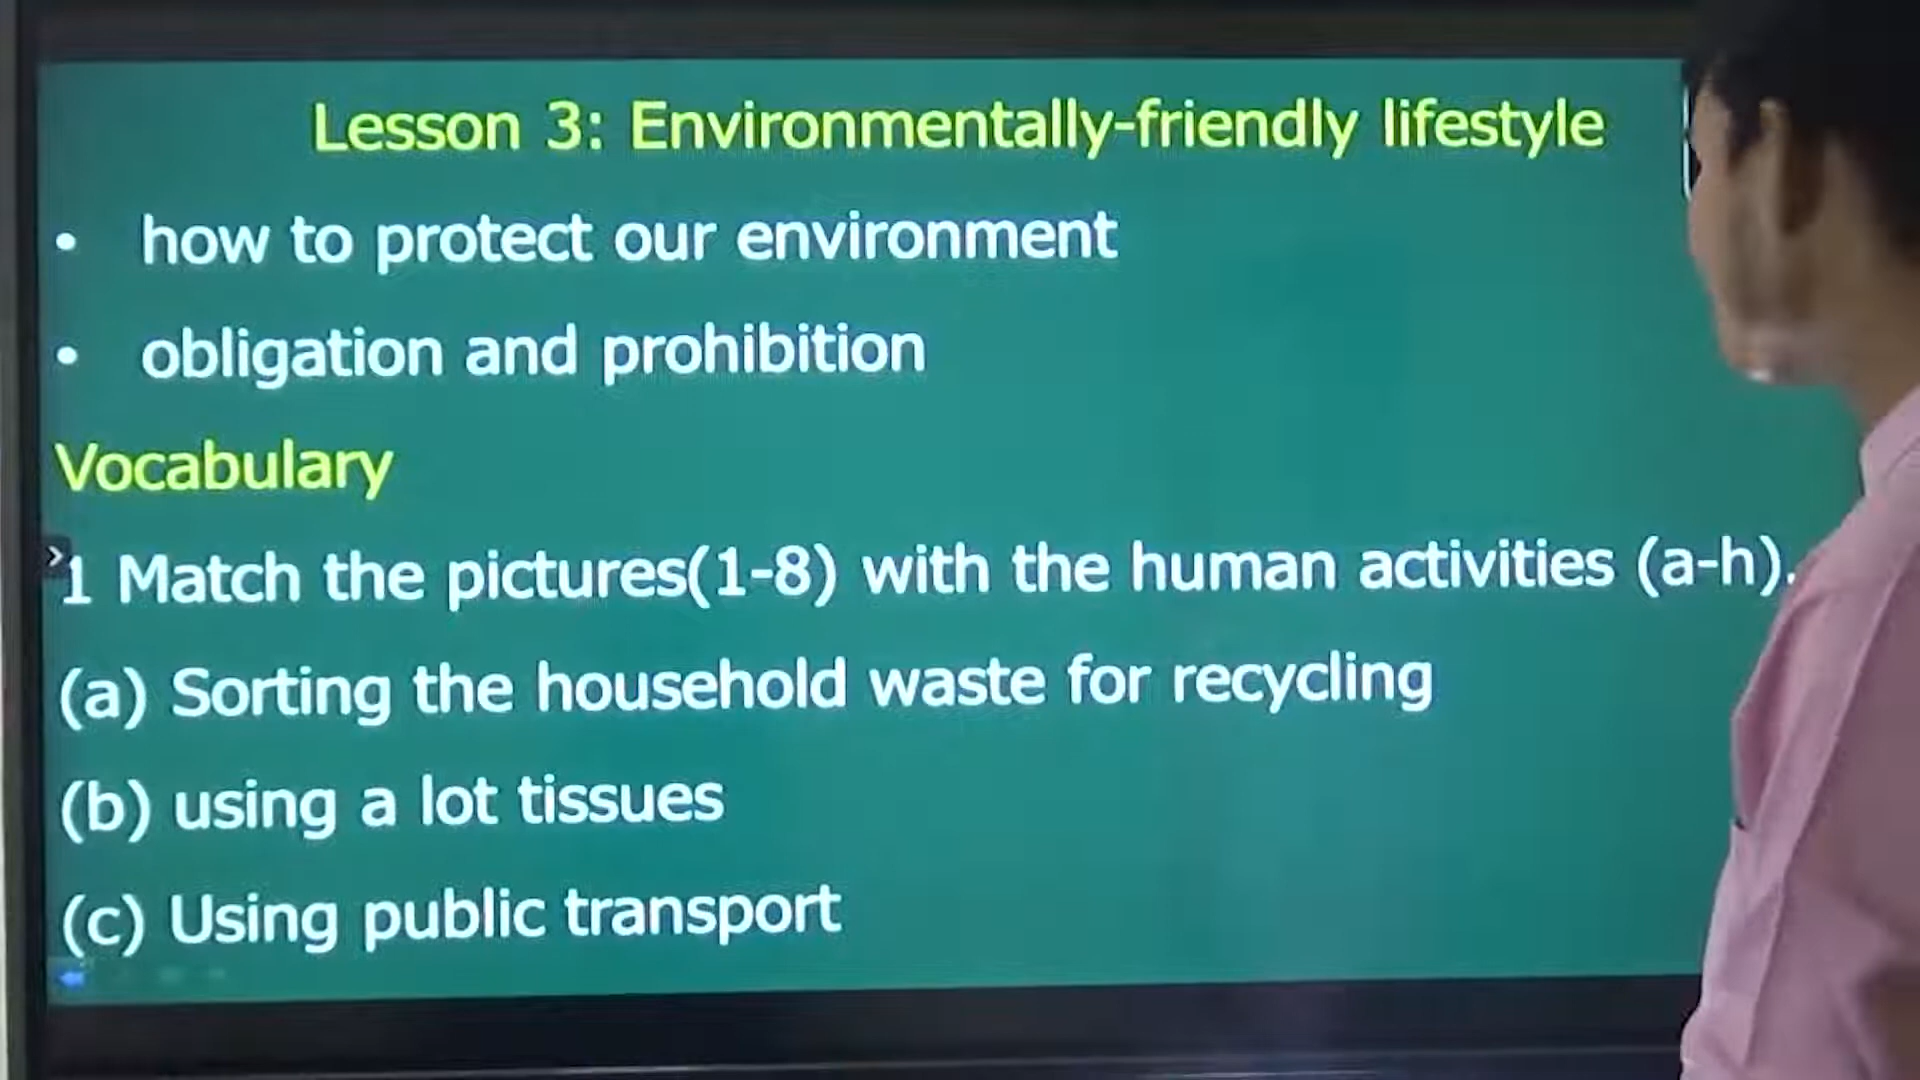 Lesson 3: Environmentally-friendly lifestyle
• how to protect our environment
• obligation and prohibition
Vocabulary
1 Match the pictures(1-8) with the human activities (a-h).
(a) Sorting the household waste for recycling
(b) using a lot tissues
(c) Using public transport